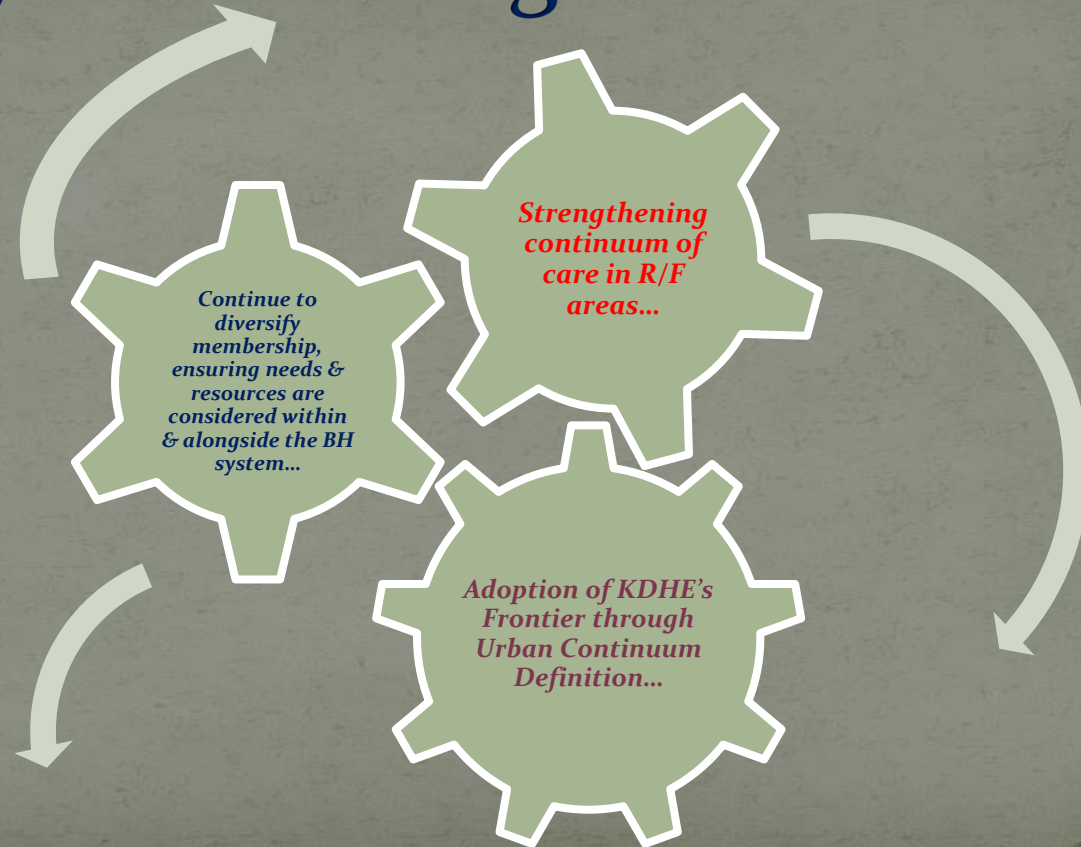 Strengthening
continuum of
care in R/F
areas...
Continue to
diversify
membership,
ensuring needs &
resources are
considered within
& alongside the BH
system...
Adoption of KDHE's
Frontier through
Urban Continuum
Definition...